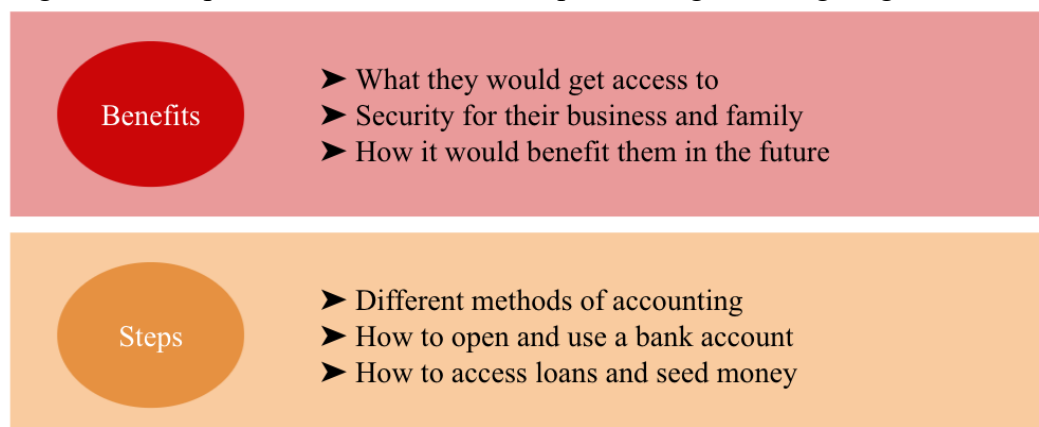 Benefits
➤ What they would get access to
➤ Security for their business and family
➤ How it would benefit them in the future
Steps
➤ Different methods of accounting
➤ How to open and use a bank account
➤ How to access loans and seed money